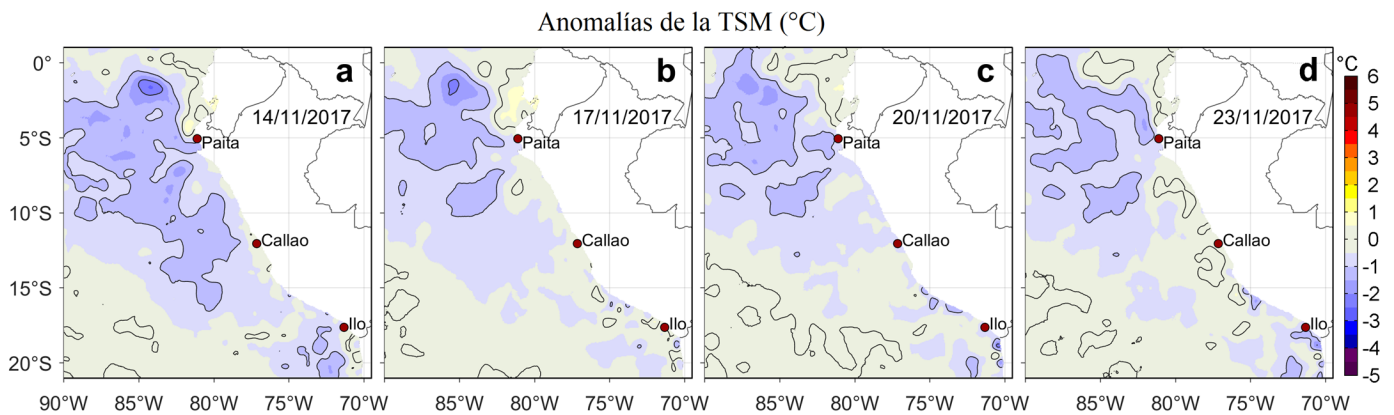 Anomalías de la TSM (°C)
a
14/11/2017
Paita
Callao
Ilo
b
17/11/2017
Paita
Callao
Ilo
c
20/11/2017
Paita
Callao
Ilo
d
23/11/2017
Paita
Callao
Ilo
0°
5°S
10°S
15°S
20°S
90°W 85°W 80°W 75°W 70°W
85°W 80°W 75°W 70°W
85°W 80°W 75°W 70°W
85°W 80°W 75°W 70°W
°C
6
5
4
3
2
1
0
-1
-2
-3
-4
-5